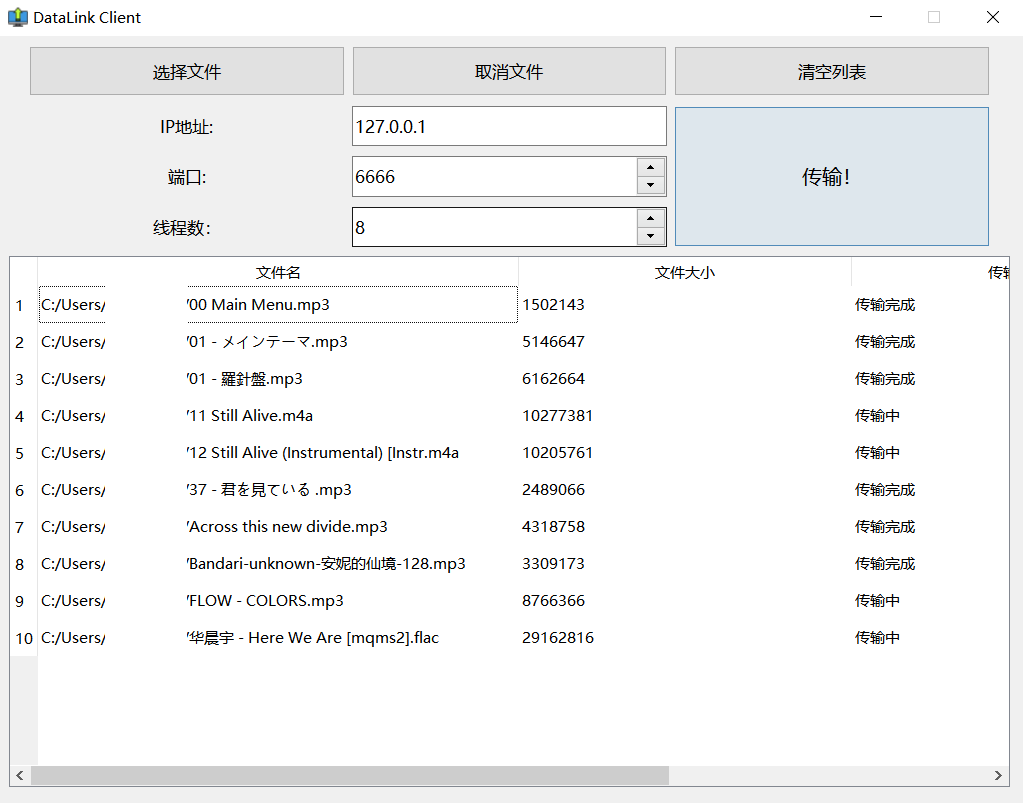 DataLink Client
选择文件 取消文件 清空列表
IP地址: 127.0.0.1
传输!
端口: 6666
线程数: 8
文件名 文件大小
1 C:/Users/ /00 Main Menu.mp3 1502143 传输完成
2 C:/Users/ /01 - メインテーマ.mp3 5146647 传输完成
3 C:/Users/ /01 - 羅針盤.mp3 6162664 传输完成
4 C:/Users/ /11 Still Alive.m4a 10277381 传输中
5 C:/Users/ /12 Still Alive (Instrumental) [Instr.m4a 10205761 传输中
6 C:/Users/ /37 - 君を見ている .mp3 2489066 传输完成
7 C:/Users/ /Across this new divide.mp3 4318758 传输完成
8 C:/Users/ /Bandari-unknown-安妮的仙境-128.mp3 3309173 传输完成
9 C:/Users/ /FLOW - COLORS.mp3 8766366 传输中
10 C:/Users/ /华晨宇 - Here We Are [mqms2].flac 29162816 传输中